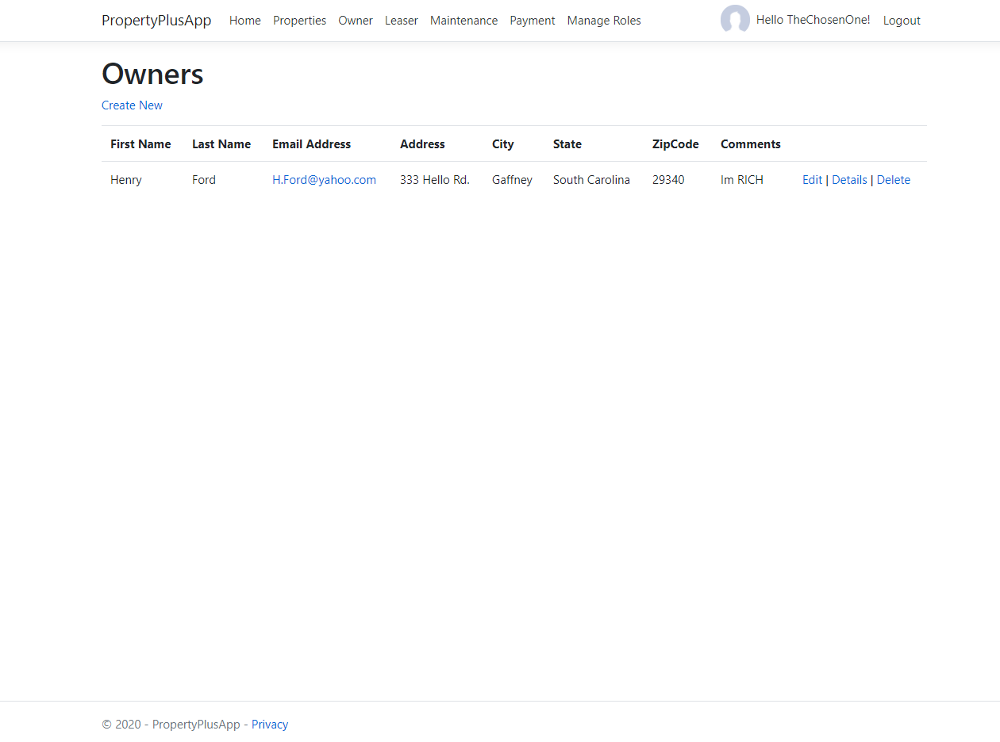 PropertyPlusApp Home Properties Owner Leaser Maintenance Payment Manage Roles Hello TheChosenOne! Logout
Owners
Create New
First Name Last Name Email Address Address City State ZipCode Comments
Henry Ford H.Ford@yahoo.com 333 Hello Rd. Gaffney South Carolina 29340 Im RICH Edit | Details | Delete
© 2020 - PropertyPlusApp - Privacy